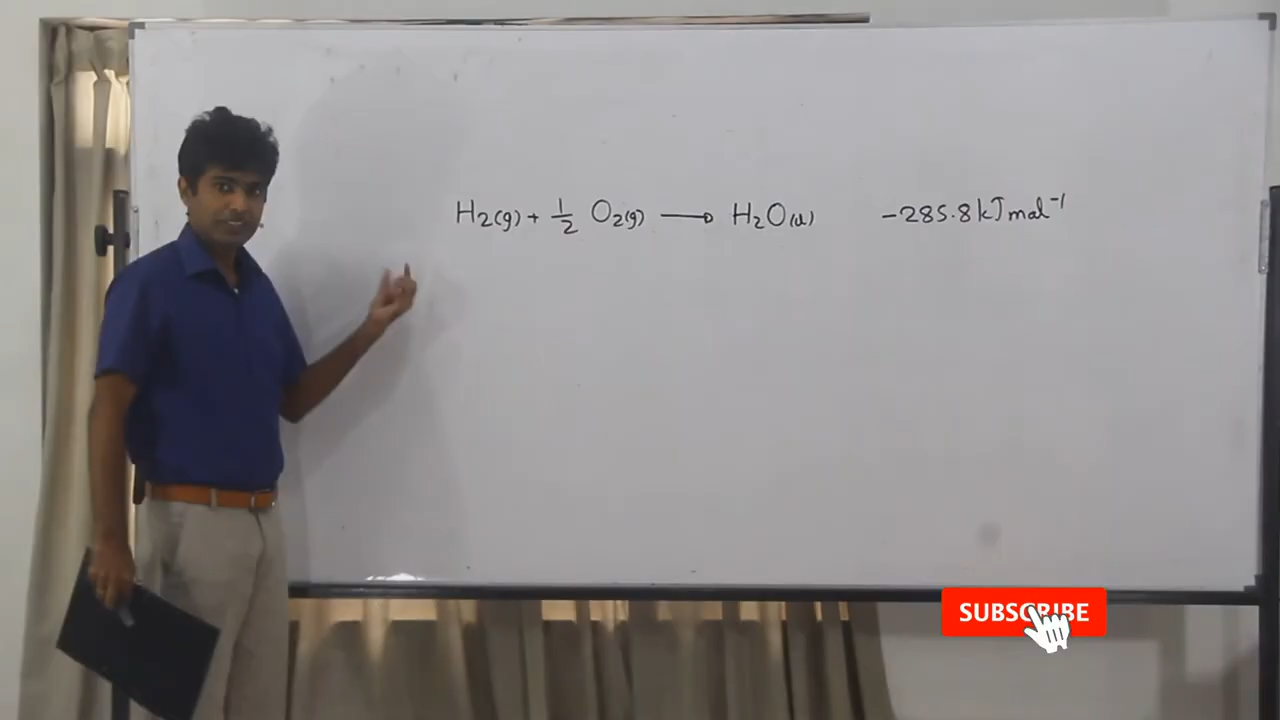 H₂(g) + 1/2 O₂(g) ⟶ H₂O(l) -285.8 kJ mol⁻¹
SUBSCRIBE